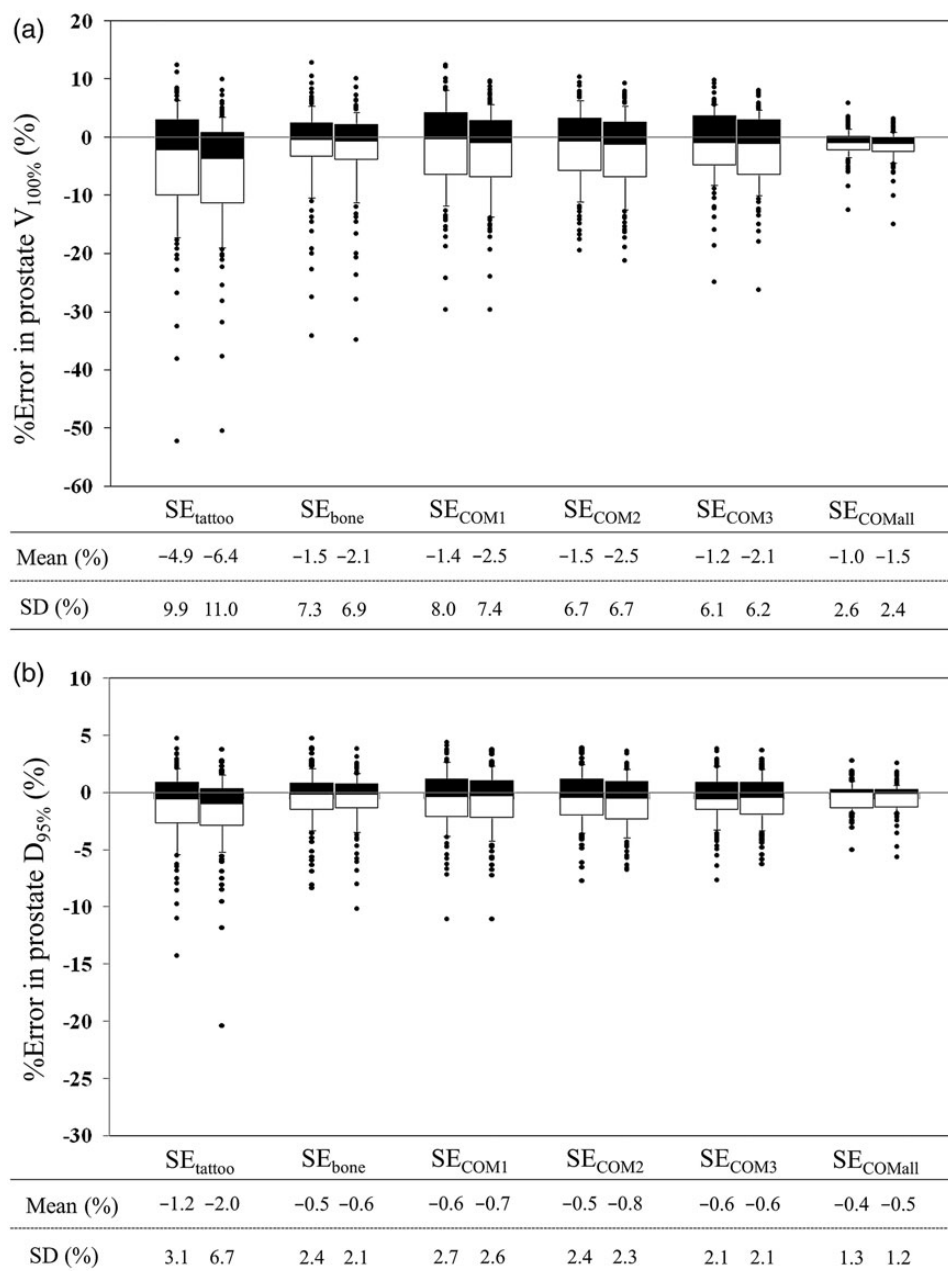 (a)
20
10
0
-10
-20
-30
-40
-50
-60
%Error in prostate V100% (%)
SEtattoo SEbone SECOM1 SECOM2 SECOM3 SECOMall
Mean (%) −4.9 −6.4 −1.5 −2.1 −1.4 −2.5 −1.5 −2.5 −1.2 −2.1 −1.0 −1.5
SD (%) 9.9 11.0 7.3 6.9 8.0 7.4 6.7 6.7 6.1 6.2 2.6 2.4
(b)
10
5
0
-5
-10
-15
-20
-25
-30
%Error in prostate D95% (%)
SEtattoo SEbone SECOM1 SECOM2 SECOM3 SECOMall
Mean (%) −1.2 −2.0 −0.5 −0.6 −0.6 −0.7 −0.5 −0.8 −0.6 −0.6 −0.4 −0.5
SD (%) 3.1 6.7 2.4 2.1 2.7 2.6 2.4 2.3 2.1 2.1 1.3 1.2